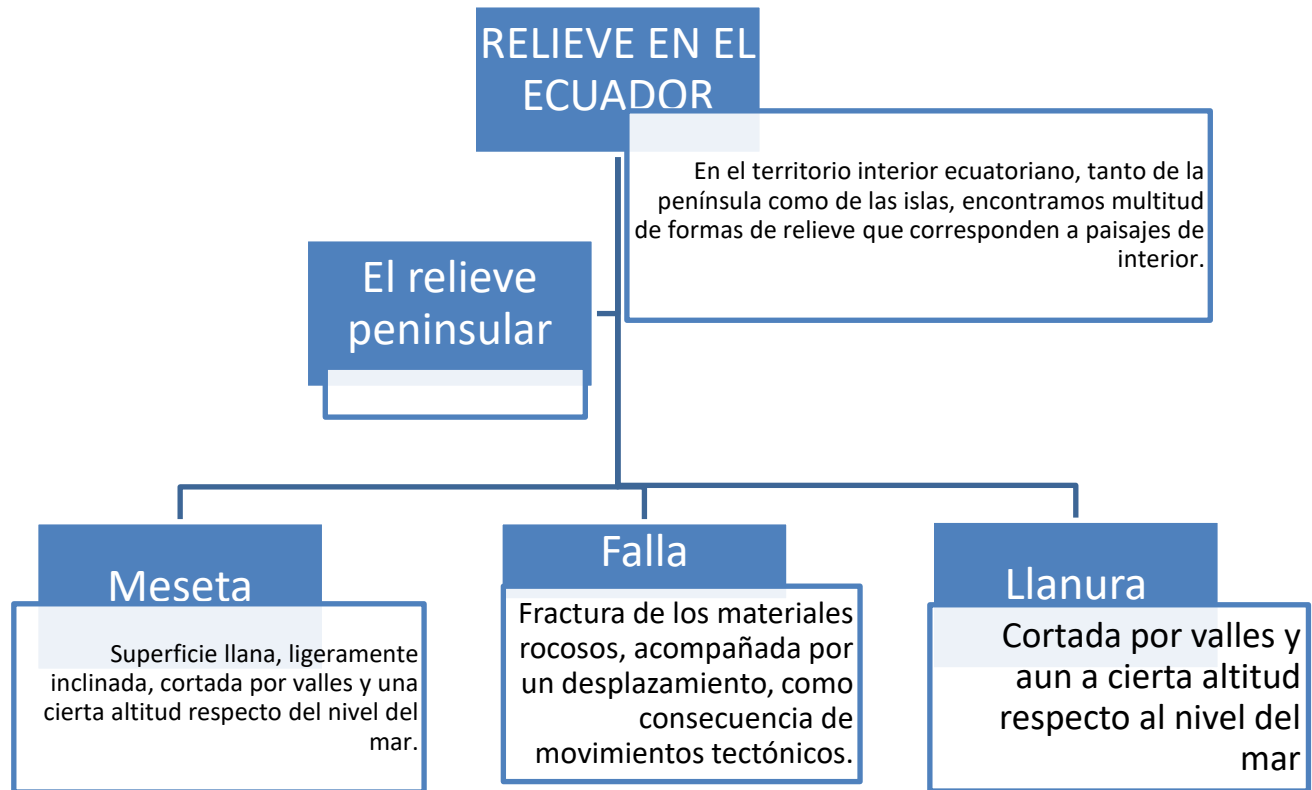 RELIEVE EN EL
ECUADOR
En el territorio interior ecuatoriano, tanto de la
península como de las islas, encontramos multitud
de formas de relieve que corresponden a paisajes de
interior.
El relieve
peninsular
Meseta
Superficie llana, ligeramente
inclinada, cortada por valles y una
cierta altitud respecto del nivel del
mar.
Falla
Fractura de los materiales
rocosos, acompañada por
un desplazamiento, como
consecuencia de
movimientos tectónicos.
Llanura
Cortada por valles y
aun a cierta altitud
respecto al nivel del
mar